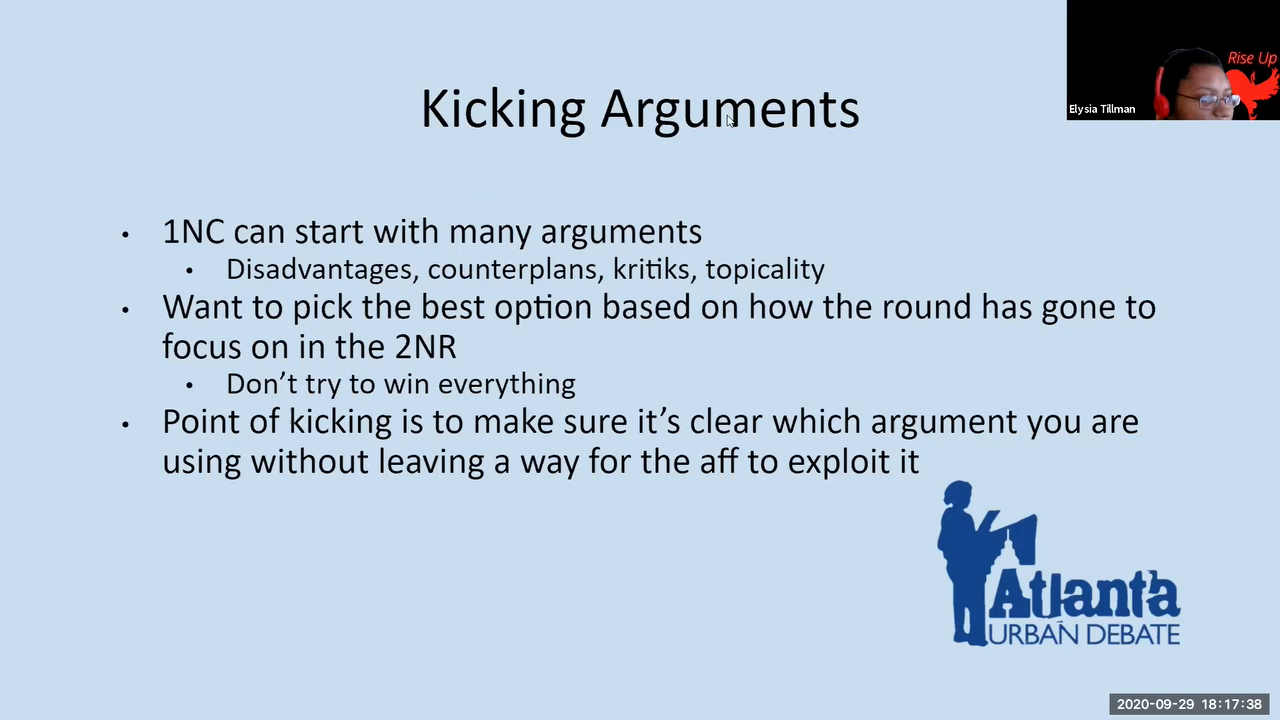 Kicking Arguments
Rise Up
Elysia Tillman
• 1NC can start with many arguments
• Disadvantages, counterplans, kritiks, topicality
• Want to pick the best option based on how the round has gone to
focus on in the 2NR
• Don’t try to win everything
• Point of kicking is to make sure it’s clear which argument you are
using without leaving a way for the aff to exploit it
Atlanta
URBAN DEBATE
2020-09-29 18:17:38